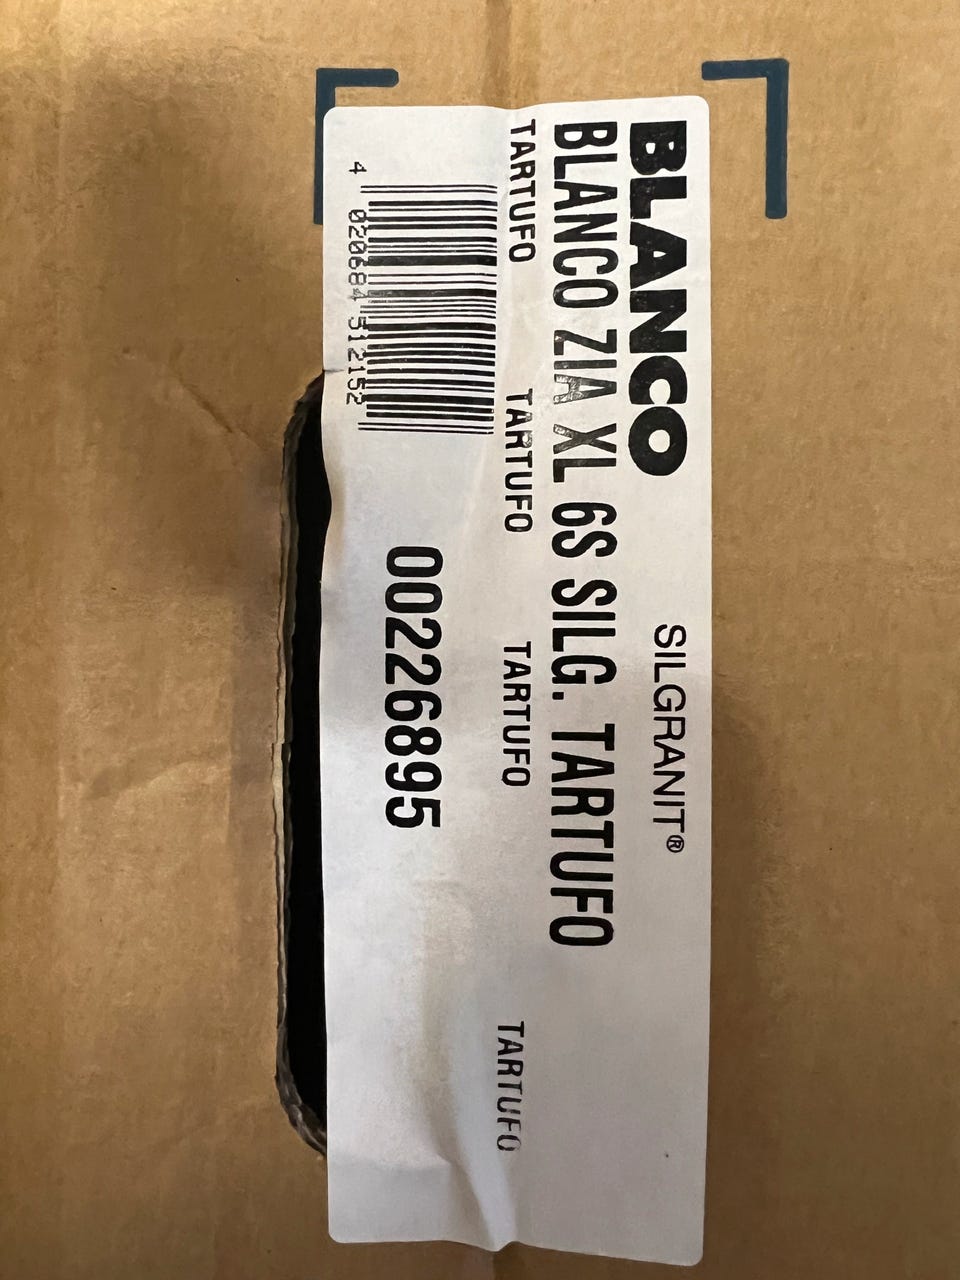 BLANCO SILGRANIT®
BLANCO ZIA XL 6S SILG. TARTUFO
TARTUFO TARTUFO TARTUFO TARTUFO
00226895
4 020684 512152